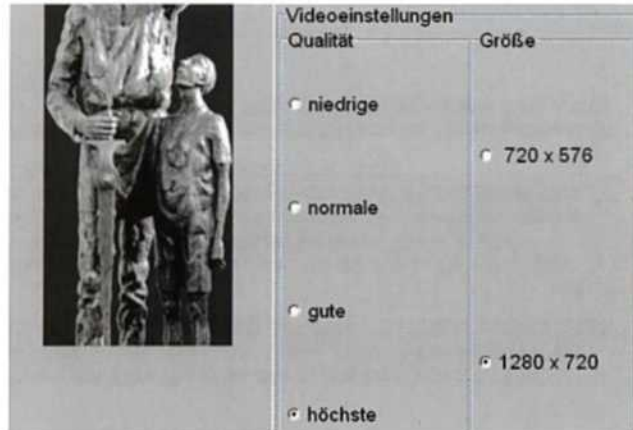 Videoeinstellungen
Qualität
Größe
niedrige
720 x 576
normale
gute
1280 x 720
höchste